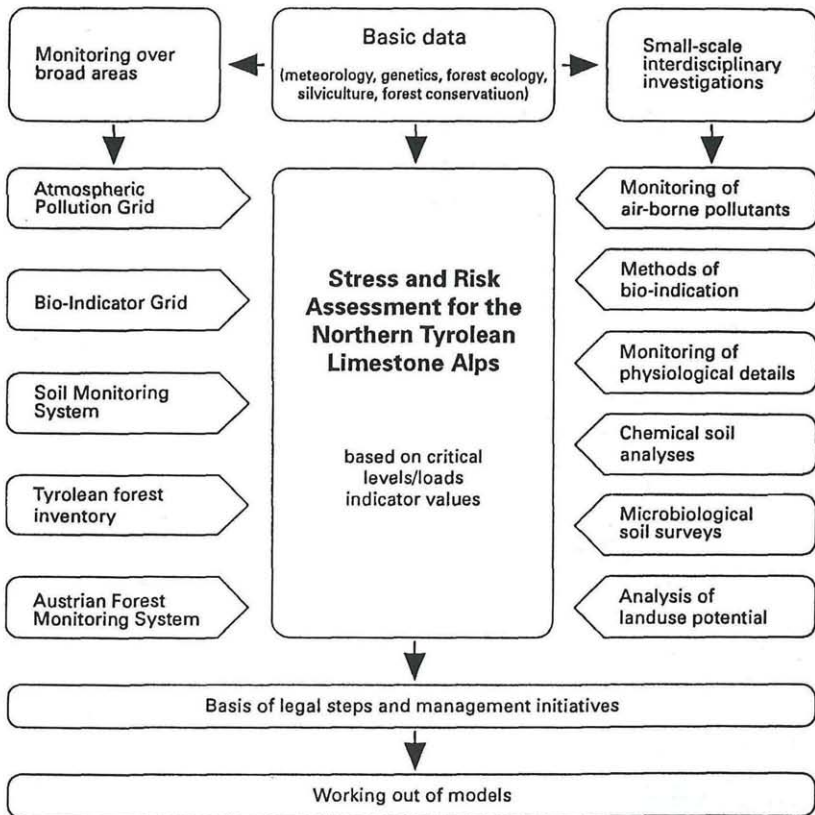 Monitoring over
broad areas
Basic data
(meteorology, genetics, forest ecology,
silviculture, forest conservatiuon)
Small-scale
interdisciplinary
investigations
Atmospheric
Pollution Grid
Bio-Indicator Grid
Soil Monitoring
System
Tyrolean forest
inventory
Austrian Forest
Monitoring System
Stress and Risk
Assessment for the
Northern Tyrolean
Limestone Alps
based on critical
levels/loads
indicator values
Monitoring of
air-borne pollutants
Methods of
bio-indication
Monitoring of
physiological details
Chemical soil
analyses
Microbiological
soil surveys
Analysis of
landuse potential
Basis of legal steps and management initiatives
Working out of models